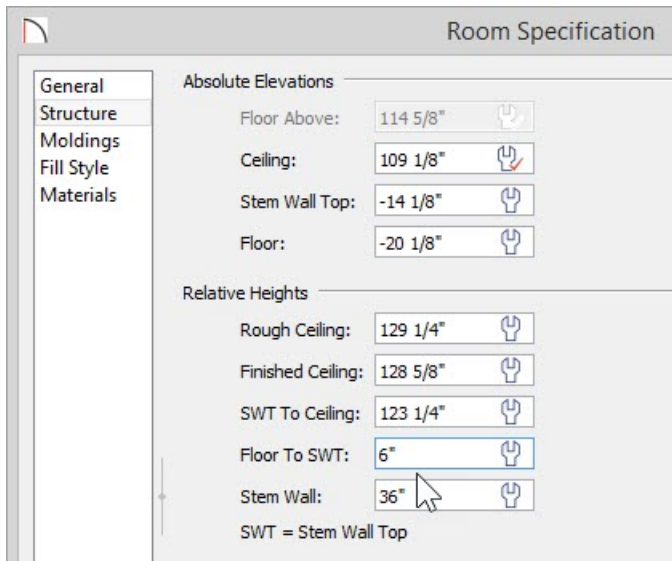 Room Specification
General
Structure
Moldings
Fill Style
Materials
Absolute Elevations
Floor Above: 114 5/8"
Ceiling: 109 1/8"
Stem Wall Top: -14 1/8"
Floor: -20 1/8"
Relative Heights
Rough Ceiling: 129 1/4"
Finished Ceiling: 128 5/8"
SWT To Ceiling: 123 1/4"
Floor To SWT: 6"
Stem Wall: 36"
SWT = Stem Wall Top